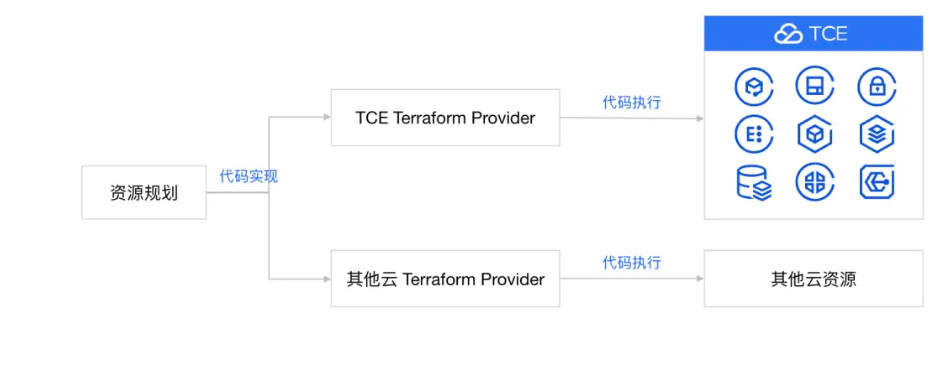 TCE
代码执行
TCE Terraform Provider
代码实现
资源规划
代码执行
其他云 Terraform Provider
其他云资源